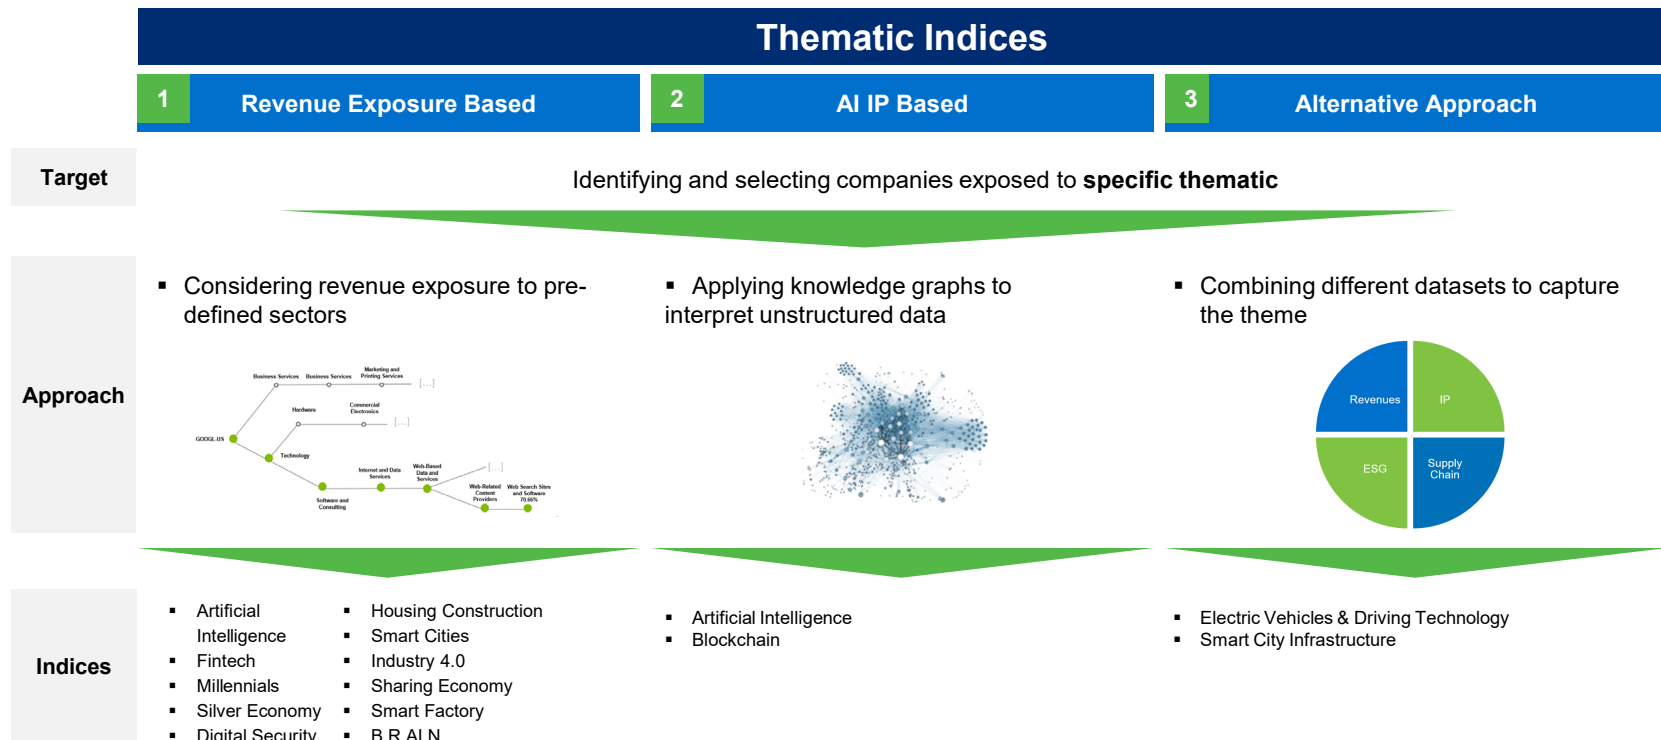 Thematic Indices
1
Revenue Exposure Based
2
AI IP Based
3
Alternative Approach
Target
Identifying and selecting companies exposed to specific thematic
Approach
▪ Considering revenue exposure to pre-
defined sectors
▪ Applying knowledge graphs to
interpret unstructured data
▪ Combining different datasets to capture
the theme
Business Services
Business Services
Marketing and
Printing Services
[...]
Hardware
Commercial
Electronics
[...]
GOOGL-US
Technology
Software and
Consulting
Internet and Data
Services
Web-Based
Data and
Services
[...]
Web-Related
Content
Providers
Web Search Sites
and Software
70.66%
Revenues
IP
ESG
Supply
Chain
Indices
▪ Artificial
Intelligence
▪ Fintech
▪ Millennials
▪ Silver Economy
▪ Digital Security
▪ Housing Construction
▪ Smart Cities
▪ Industry 4.0
▪ Sharing Economy
▪ Smart Factory
▪ B.R.AI.N.
▪ Artificial Intelligence
▪ Blockchain
▪ Electric Vehicles & Driving Technology
▪ Smart City Infrastructure